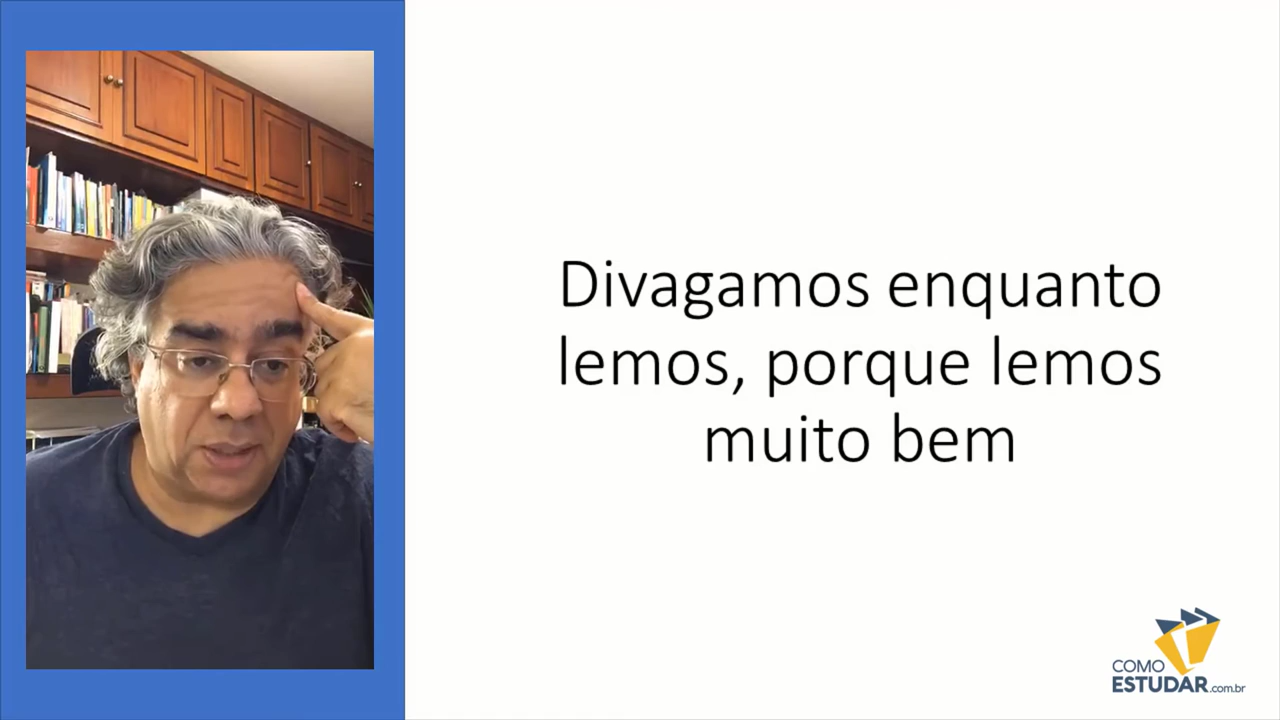 Divagamos enquanto
lemos, porque lemos
muito bem
COMO
ESTUDAR.com.br